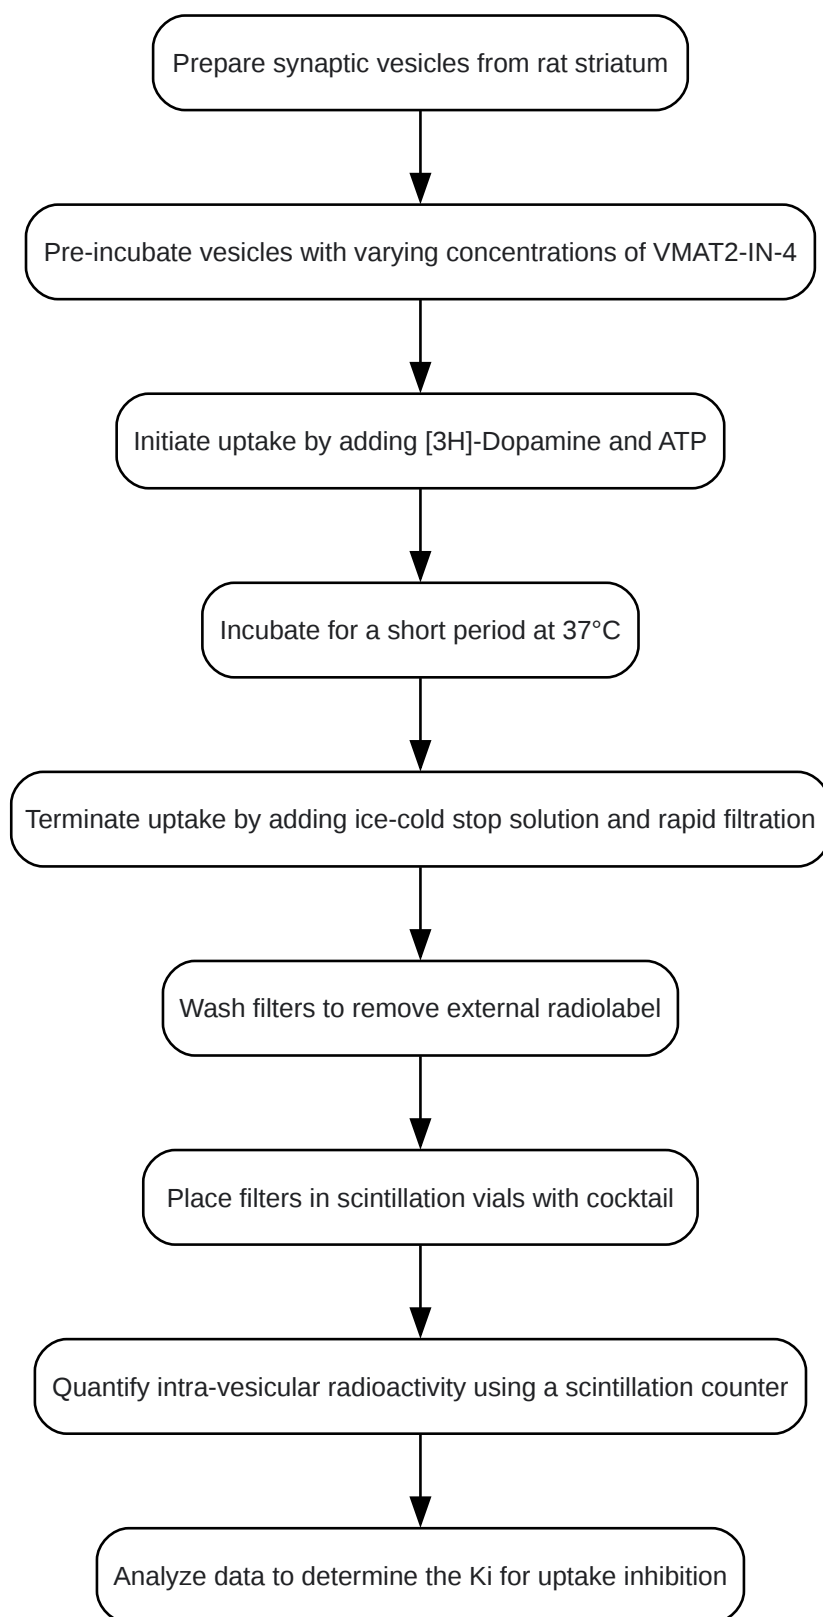 Prepare synaptic vesicles from rat striatum
Pre-incubate vesicles with varying concentrations of VMAT2-IN-4
Initiate uptake by adding [3H]-Dopamine and ATP
Incubate for a short period at 37°C
Terminate uptake by adding ice-cold stop solution and rapid filtration
Wash filters to remove external radiolabel
Place filters in scintillation vials with cocktail
Quantify intra-vesicular radioactivity using a scintillation counter
Analyze data to determine the Ki for uptake inhibition